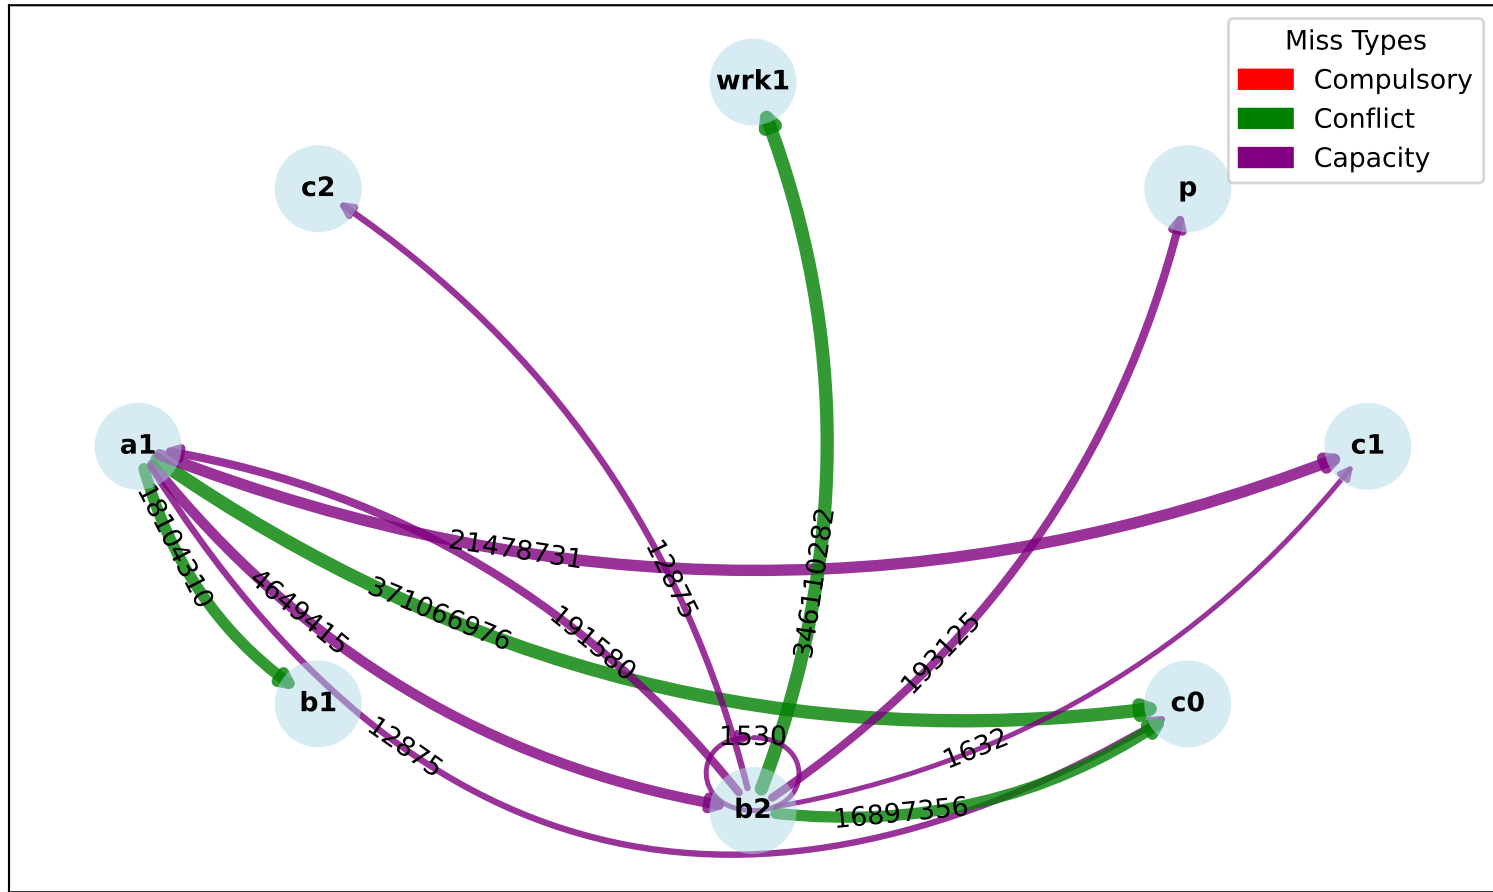 Miss Types
Compulsory
Conflict
Capacity
wrk1
c2
p
a1
c1
21478731
18104310
4649415
371066976
191580
12875
346110282
193125
b1
c0
12875
1530
1632
b2
16897356